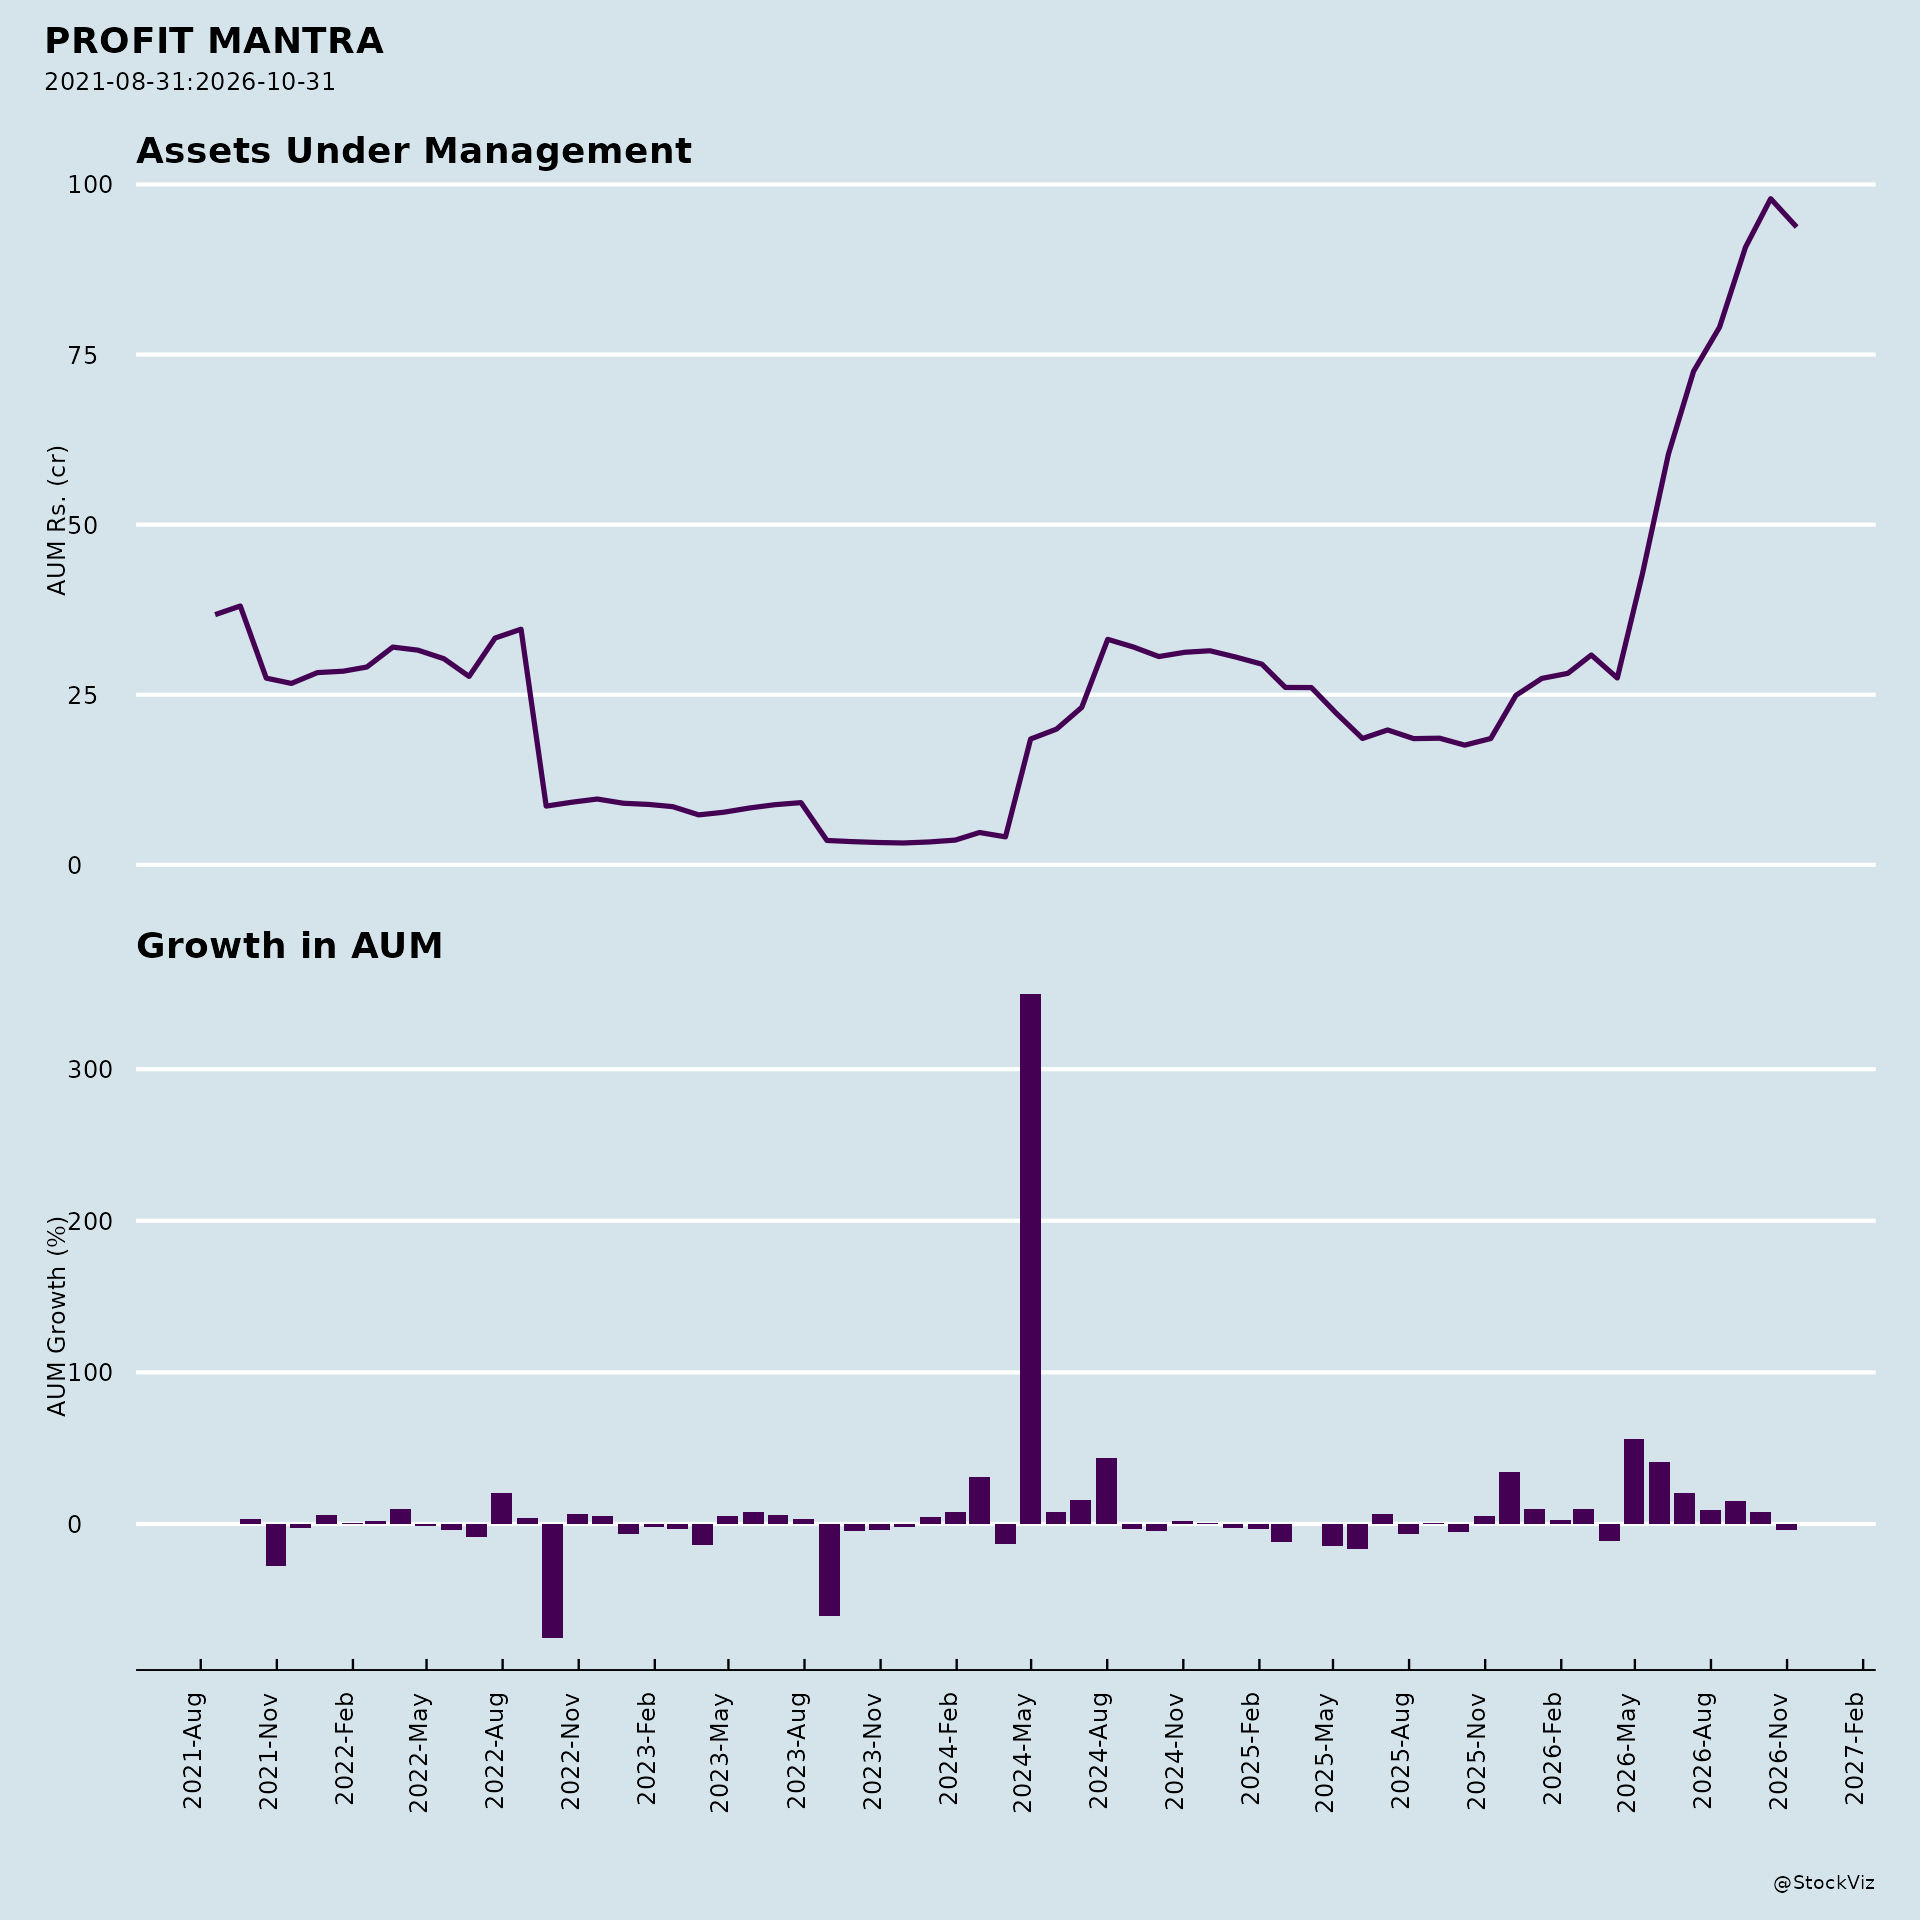 PROFIT MANTRA
2021-08-31:2026-10-31
Assets Under Management
100
75
50
25
0
AUM Rs. (cr)
Growth in AUM
300
200
100
0
AUM Growth (%)
2021-Aug
2021-Nov
2022-Feb
2022-May
2022-Aug
2022-Nov
2023-Feb
2023-May
2023-Aug
2023-Nov
2024-Feb
2024-May
2024-Aug
2024-Nov
2025-Feb
2025-May
2025-Aug
2025-Nov
2026-Feb
2026-May
2026-Aug
2026-Nov
2027-Feb
@StockViz